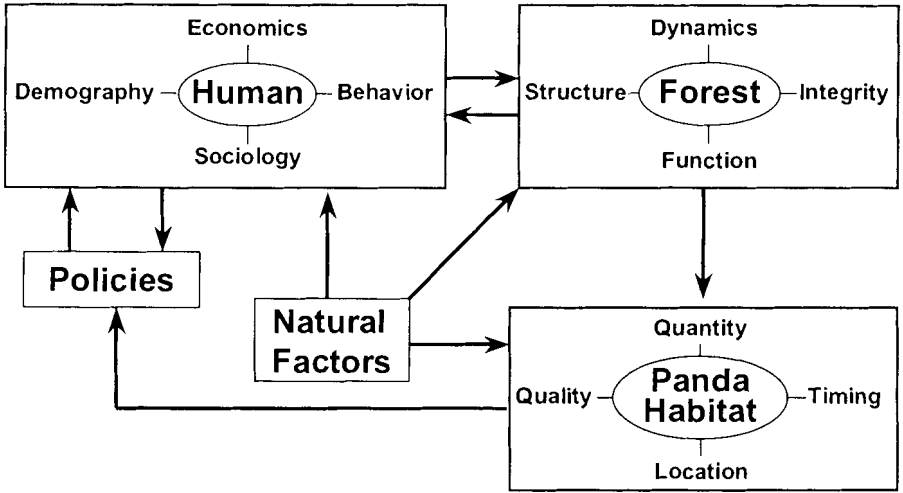 Economics
Demography
Human
Behavior
Sociology
Dynamics
Structure
Forest
Integrity
Function
Policies
Natural
Factors
Quantity
Quality
Panda
Habitat
Timing
Location